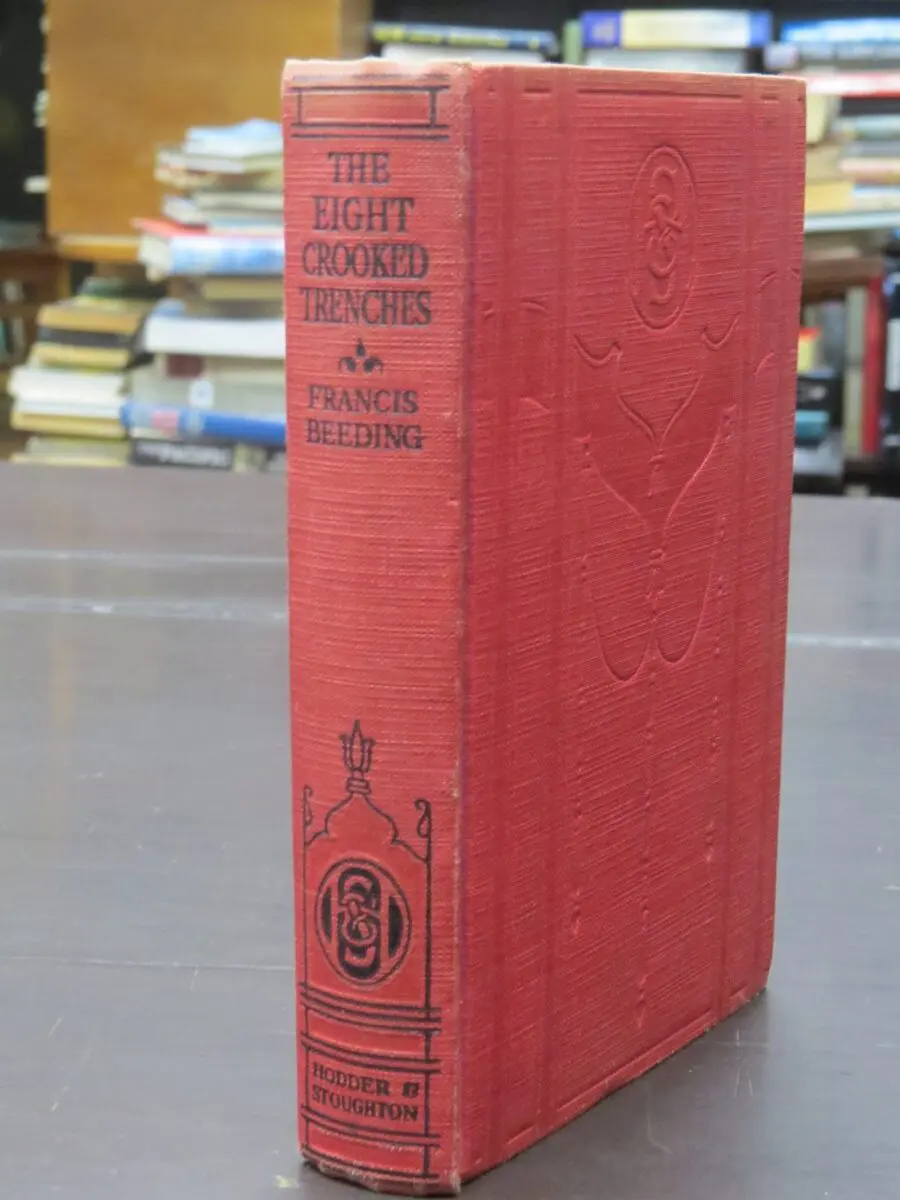 THE
EIGHT
CROOKED
TRENCHES
FRANCIS
BEEDING
HODDER &
STOUGHTON